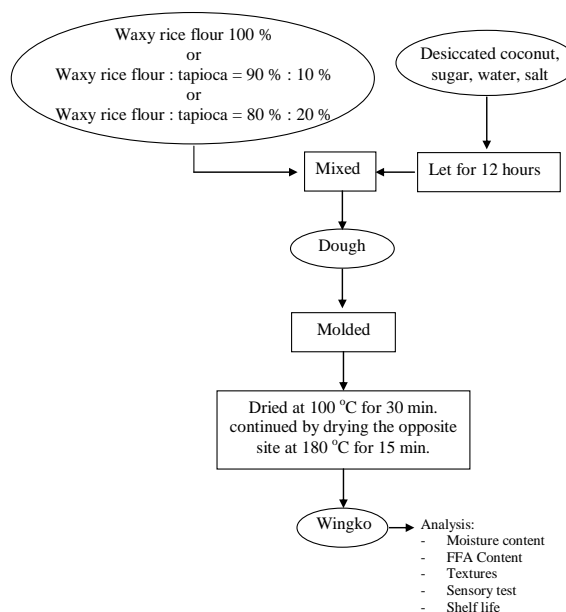 Waxy rice flour 100 %
or
Waxy rice flour : tapioca = 90 % : 10 %
or
Waxy rice flour : tapioca = 80 % : 20 %
Desiccated coconut,
sugar, water, salt
Mixed
Let for 12 hours
Dough
Molded
Dried at 100 °C for 30 min.
continued by drying the opposite
site at 180 °C for 15 min.
Wingko
Analysis:
- Moisture content
- FFA Content
- Textures
- Sensory test
- Shelf life